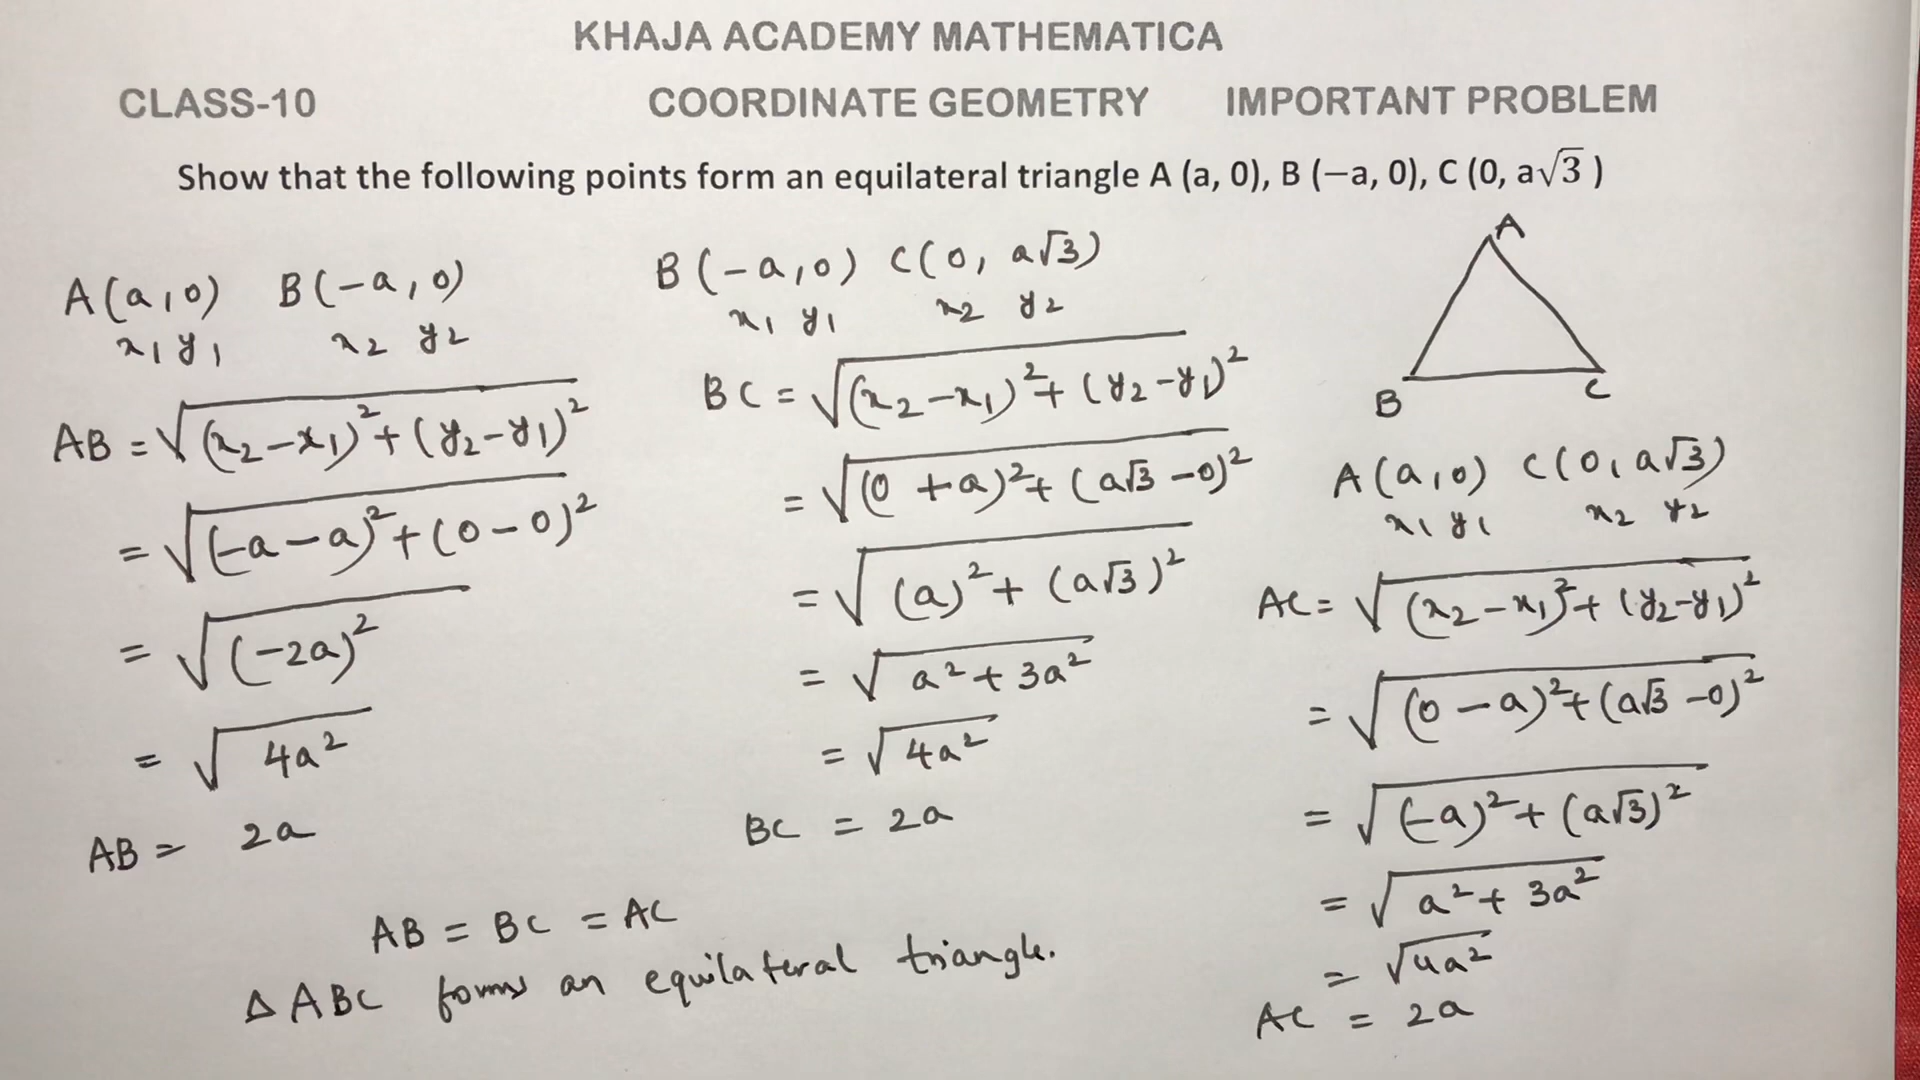 KHAJA ACADEMY MATHEMATICA
CLASS-10 COORDINATE GEOMETRY IMPORTANT PROBLEM
Show that the following points form an equilateral triangle A (a, 0), B (−a, 0), C (0, a√3 )
A(a,0) B(-a,0)
x₁ y₁ x₂ y₂
AB = √(x₂-x₁)²+(y₂-y₁)²
= √(-a-a)²+(0-0)²
= √(-2a)²
= √4a²
AB = 2a
B(-a,0) C(0, a√3)
x₁ y₁ x₂ y₂
BC = √(x₂-x₁)²+(y₂-y₁)²
= √(0+a)²+(a√3-0)²
= √(a)²+(a√3)²
= √a²+3a²
= √4a²
BC = 2a
A
B C
A(a,0) C(0,a√3)
x₁ y₁ x₂ y₂
AC = √(x₂-x₁)²+(y₂-y₁)²
= √(0-a)²+(a√3-0)²
= √(-a)²+(a√3)²
= √a²+3a²
= √4a²
AC = 2a
AB = BC = AC
Δ ABC forms an equilateral triangle.